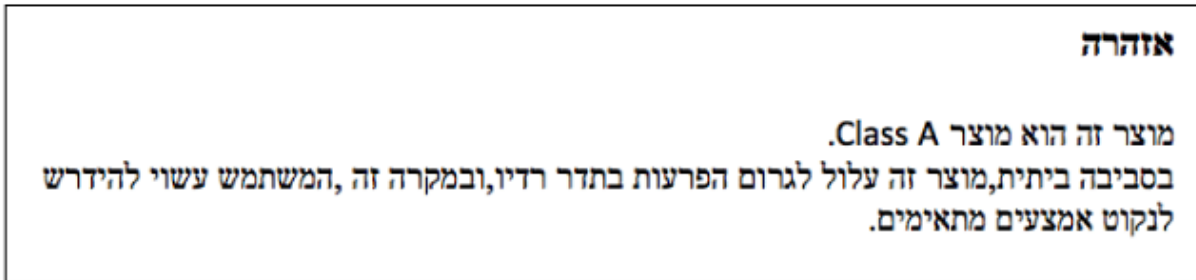 אזהרה
מוצר זה הוא מוצר Class A.
בסביבה ביתית,מוצר זה עלול לגרום הפרעות בתדר רדיו,ובמקרה זה ,המשתמש עשוי להידרש
לנקוט אמצעים מתאימים.